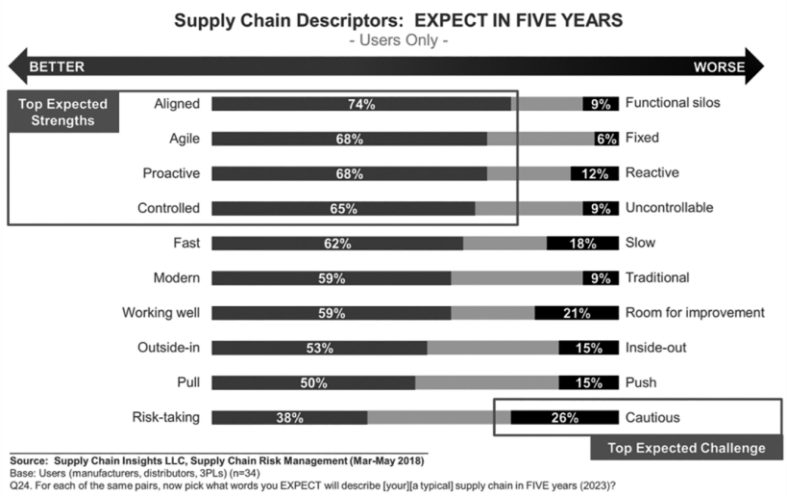 Supply Chain Descriptors: EXPECT IN FIVE YEARS
- Users Only -
BETTER WORSE
Top Expected
Strengths
Aligned 74% 9% Functional silos
Agile 68% 6% Fixed
Proactive 68% 12% Reactive
Controlled 65% 9% Uncontrollable
Fast 62% 18% Slow
Modern 59% 9% Traditional
Working well 59% 21% Room for improvement
Outside-in 53% 15% Inside-out
Pull 50% 15% Push
Risk-taking 38% 26% Cautious
Top Expected Challenge
Source: Supply Chain Insights LLC, Supply Chain Risk Management (Mar-May 2018)
Base: Users (manufacturers, distributors, 3PLs) (n=34)
Q24. For each of the same pairs, now pick what words you EXPECT will describe [your][a typical] supply chain in FIVE years (2023)?